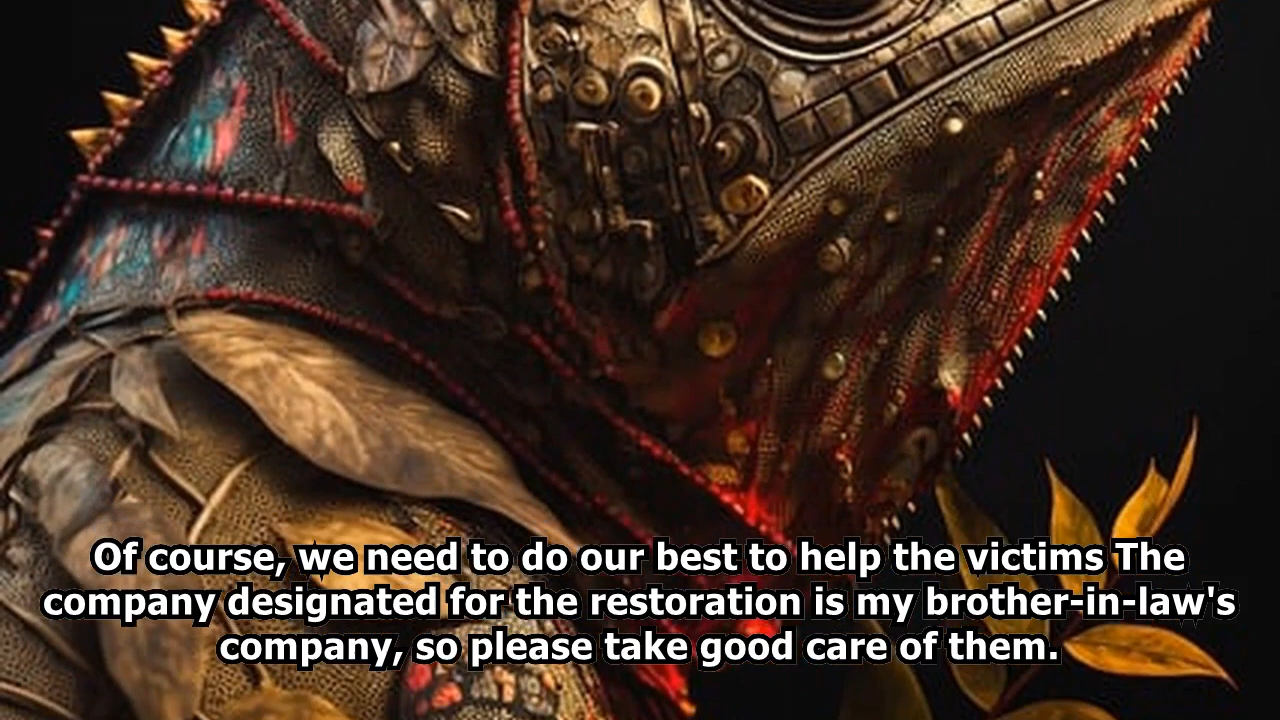 Of course, we need to do our best to help the victims The
company designated for the restoration is my brother-in-law's
company, so please take good care of them.